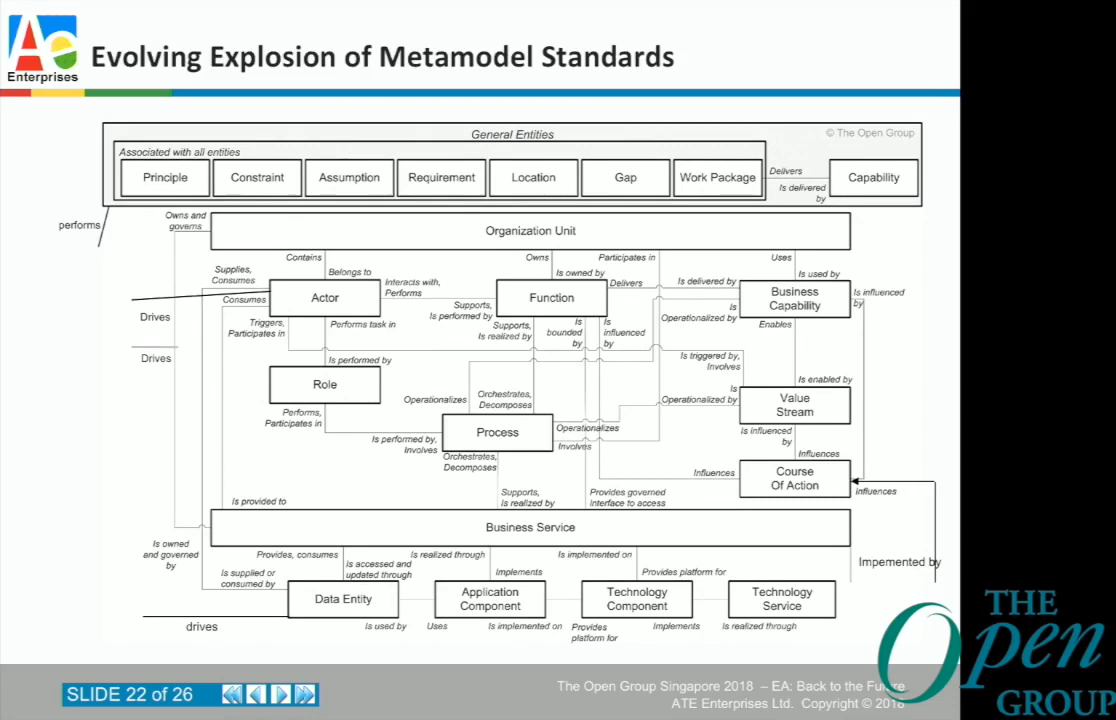 Ae
Enterprises
Evolving Explosion of Metamodel Standards
General Entities
© The Open Group
Associated with all entities
Principle
Constraint
Assumption
Requirement
Location
Gap
Work Package
Delivers
Is delivered
by
Capability
performs
Owns and
governs
Organization Unit
Contains
Owns
Participates in
Uses
Supplies,
Consumes
Belongs to
Interacts with,
Performs
Is owned by
Delivers
Is delivered by
Is used by
Consumes
Actor
Supports,
Is performed by
Function
Is
Operationalized by
Business
Capability
Is influenced
by
Drives
Triggers,
Participates in
Performs task in
Supports,
Is realized by
Is
bounded
by
Is
influenced
by
Enables
Drives
Is performed by
Is triggered by,
Involves
Role
Operationalizes
Orchestrates,
Decomposes
Is
Operationalized by
Is enabled by
Value
Stream
Performs,
Participates in
Is performed by,
Involves
Process
Operationalizes
Involves
Is influenced
by
Orchestrates,
Decomposes
Influences
Influences
Course
Of Action
influences
Is provided to
Supports,
Is realized by
Provides governed
interface to access
Business Service
Is owned
and governed
by
Provides, consumes
Is accessed and
updated through
Is realized through
Implements
Is implemented on
Provides platform for
Impemented by
Is supplied or
consumed by
Data Entity
Application
Component
Technology
Component
Technology
Service
drives
Is used by
Uses
Is implemented on
Provides
platform for
Implements
Is realized through
SLIDE 22 of 26
The Open Group Singapore 2018 – EA: Back to the Future
ATE Enterprises Ltd. Copyright © 2018
THE
Open
GROUP